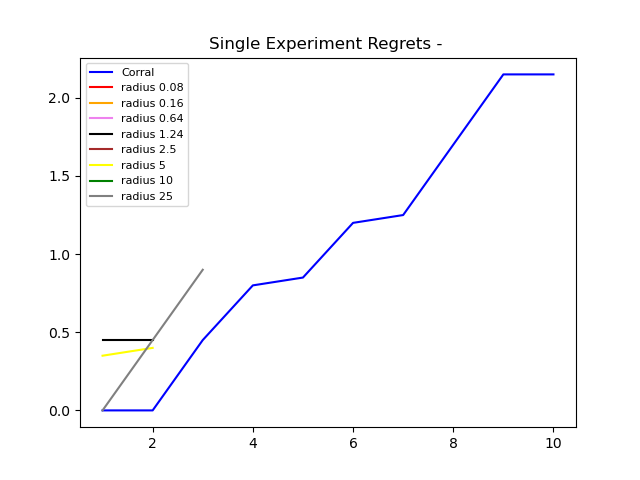 Single Experiment Regrets -
Corral
radius 0.08
radius 0.16
radius 0.64
radius 1.24
radius 2.5
radius 5
radius 10
radius 25
2.0
1.5
1.0
0.5
0.0
2
4
6
8
10